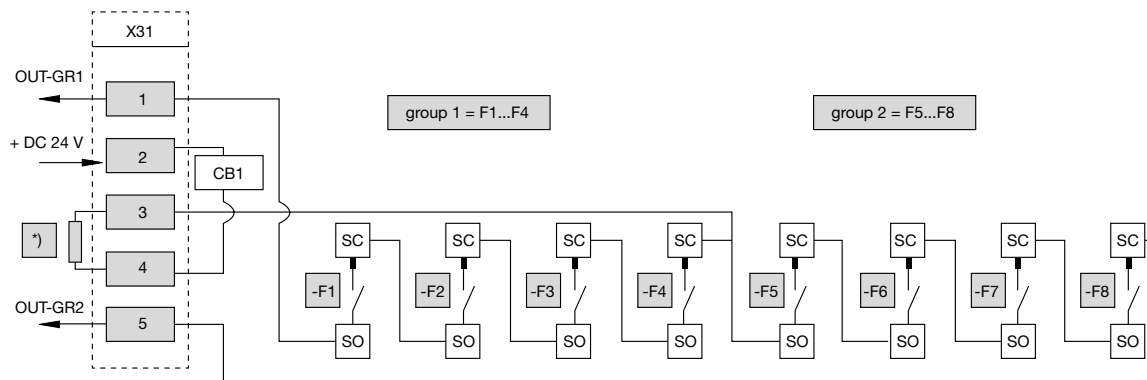 X31
OUT-GR1
1
group 1 = F1...F4
group 2 = F5...F8
+ DC 24 V
2
CB1
3
*)
4
SC SC SC SC SC SC SC SC
-F1 -F2 -F3 -F4 -F5 -F6 -F7 -F8
OUT-GR2
5
SO SO SO SO SO SO SO SO